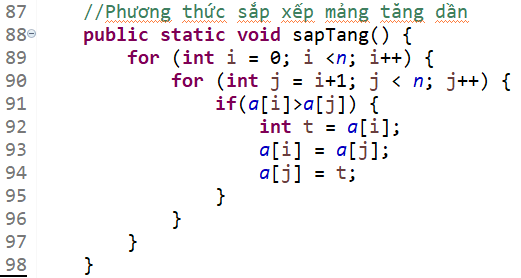 87 //Phương thức sắp xếp mảng tăng dần
88 public static void sapTang() {
89 for (int i = 0; i <n; i++) {
90 for (int j = i+1; j < n; j++) {
91 if(a[i]>a[j]) {
92 int t = a[i];
93 a[i] = a[j];
94 a[j] = t;
95 }
96 }
97 }
98 }